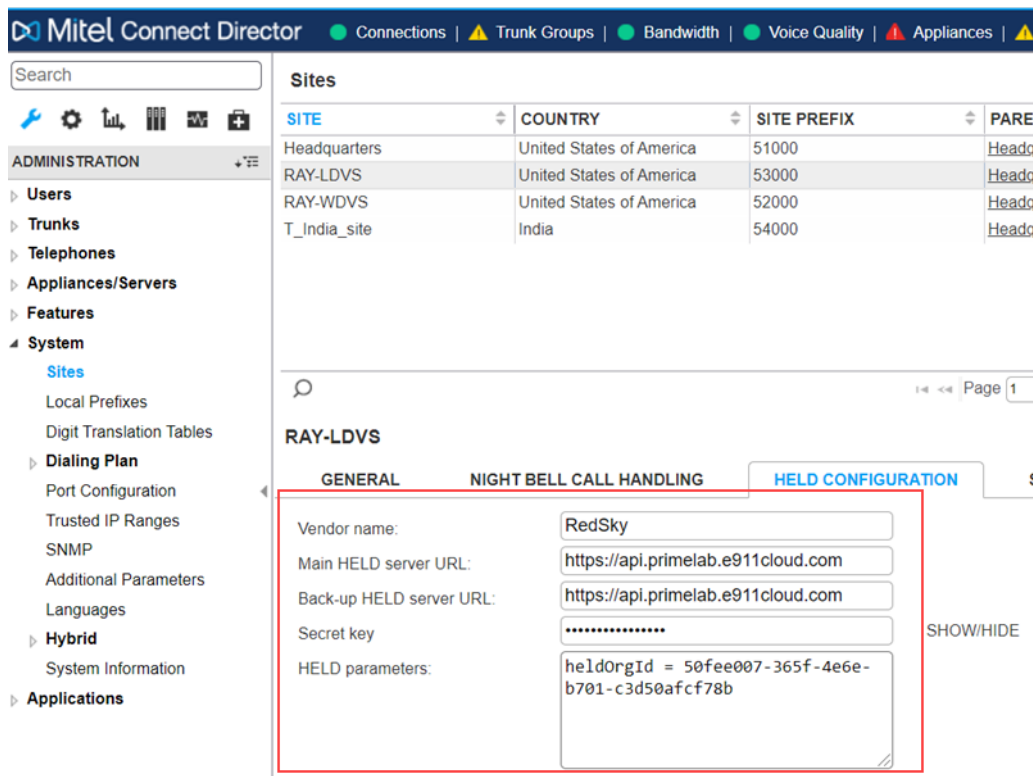 Mitel Connect Director
Connections | Trunk Groups | Bandwidth | Voice Quality | Appliances |
Search
ADMINISTRATION
Users
Trunks
Telephones
Appliances/Servers
Features
System
Sites
Local Prefixes
Digit Translation Tables
Dialing Plan
Port Configuration
Trusted IP Ranges
SNMP
Additional Parameters
Languages
Hybrid
System Information
Applications
Sites
SITE COUNTRY SITE PREFIX PARE
Headquarters United States of America 51000 Headq
RAY-LDVS United States of America 53000 Headq
RAY-WDVS United States of America 52000 Headq
T_India_site India 54000 Headq
Page 1
RAY-LDVS
GENERAL NIGHT BELL CALL HANDLING HELD CONFIGURATION
Vendor name: RedSky
Main HELD server URL: https://api.primelab.e911cloud.com
Back-up HELD server URL: https://api.primelab.e911cloud.com
Secret key •••••••••••••••• SHOW/HIDE
HELD parameters: heldOrgId = 50fee007-365f-4e6e-
b701-c3d50afcf78b